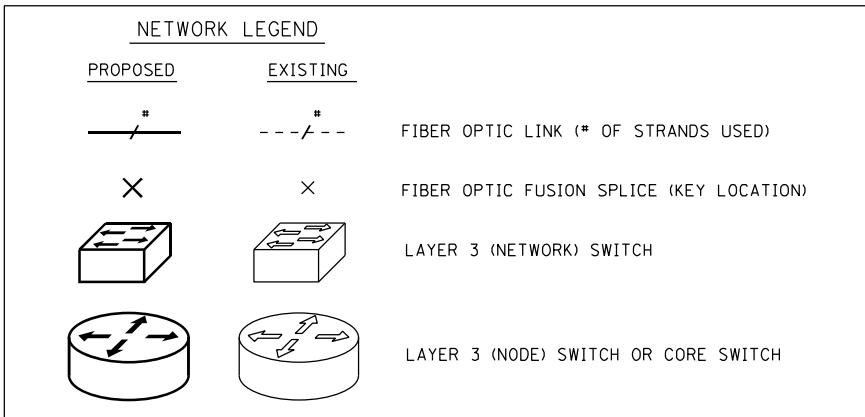 NETWORK LEGEND
PROPOSED EXISTING
# # FIBER OPTIC LINK (# OF STRANDS USED)
FIBER OPTIC FUSION SPLICE (KEY LOCATION)
LAYER 3 (NETWORK) SWITCH
LAYER 3 (NODE) SWITCH OR CORE SWITCH